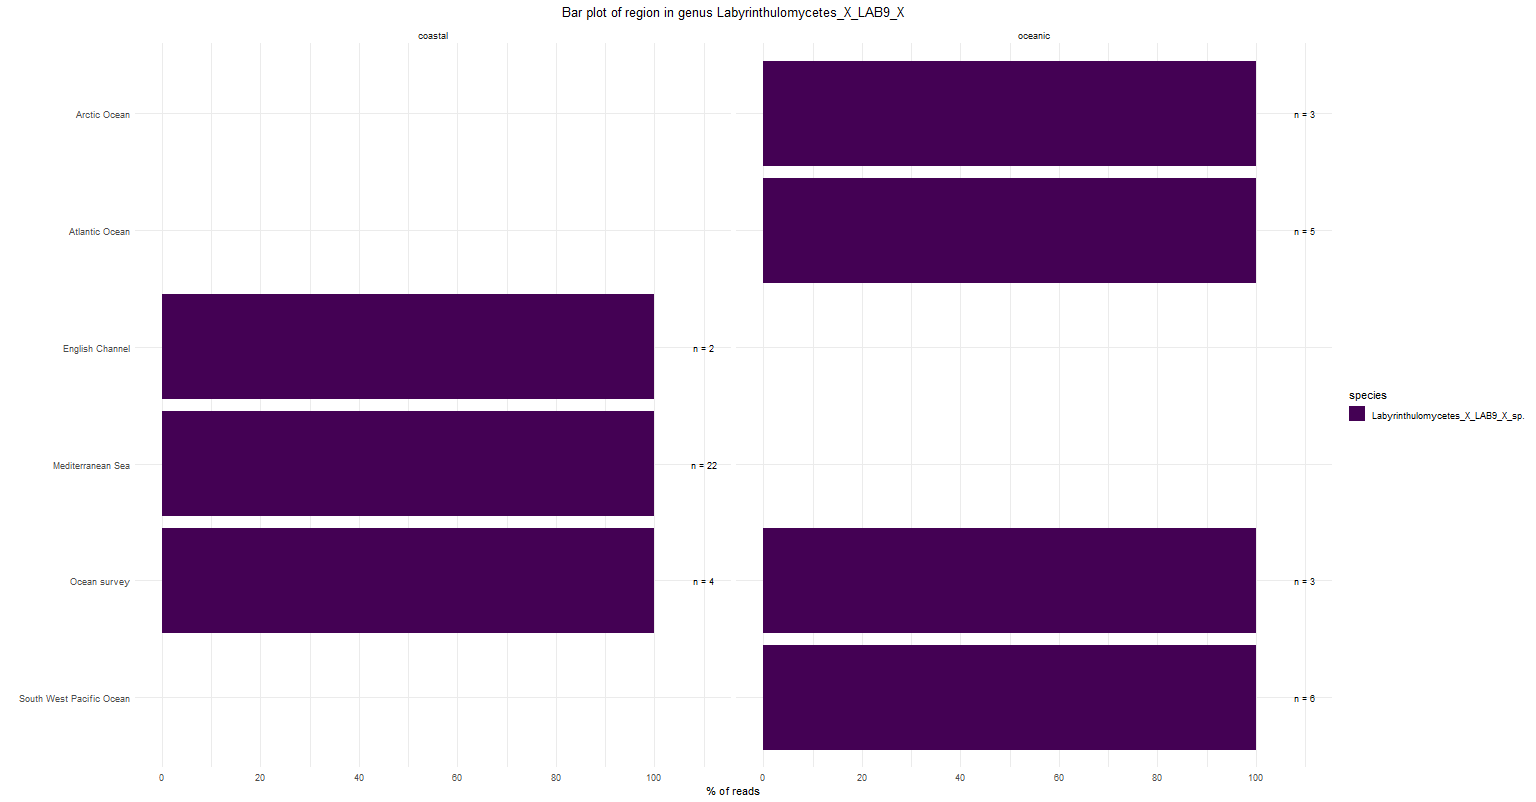 Bar plot of region in genus Labyrinthulomycetes_X_LAB9_X
coastal
oceanic
Arctic Ocean
n = 3
Atlantic Ocean
n = 5
English Channel
n = 2
species
Labyrinthulomycetes_X_LAB9_X_sp.
Mediterranean Sea
n = 22
Ocean survey
n = 4
n = 3
South West Pacific Ocean
n = 6
0 20 40 60 80 100
0 20 40 60 80 100
% of reads